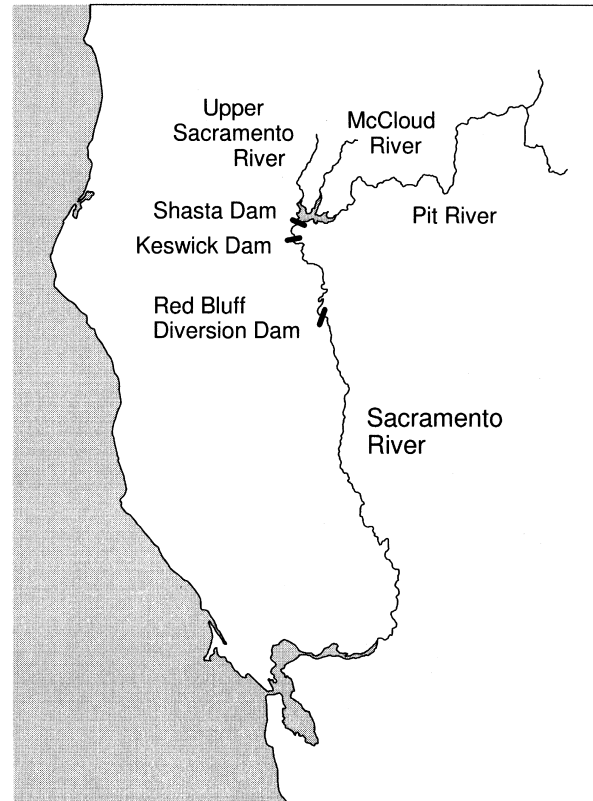 Upper
Sacramento
River
McCloud
River
Shasta Dam
Pit River
Keswick Dam
Red Bluff
Diversion Dam
Sacramento
River